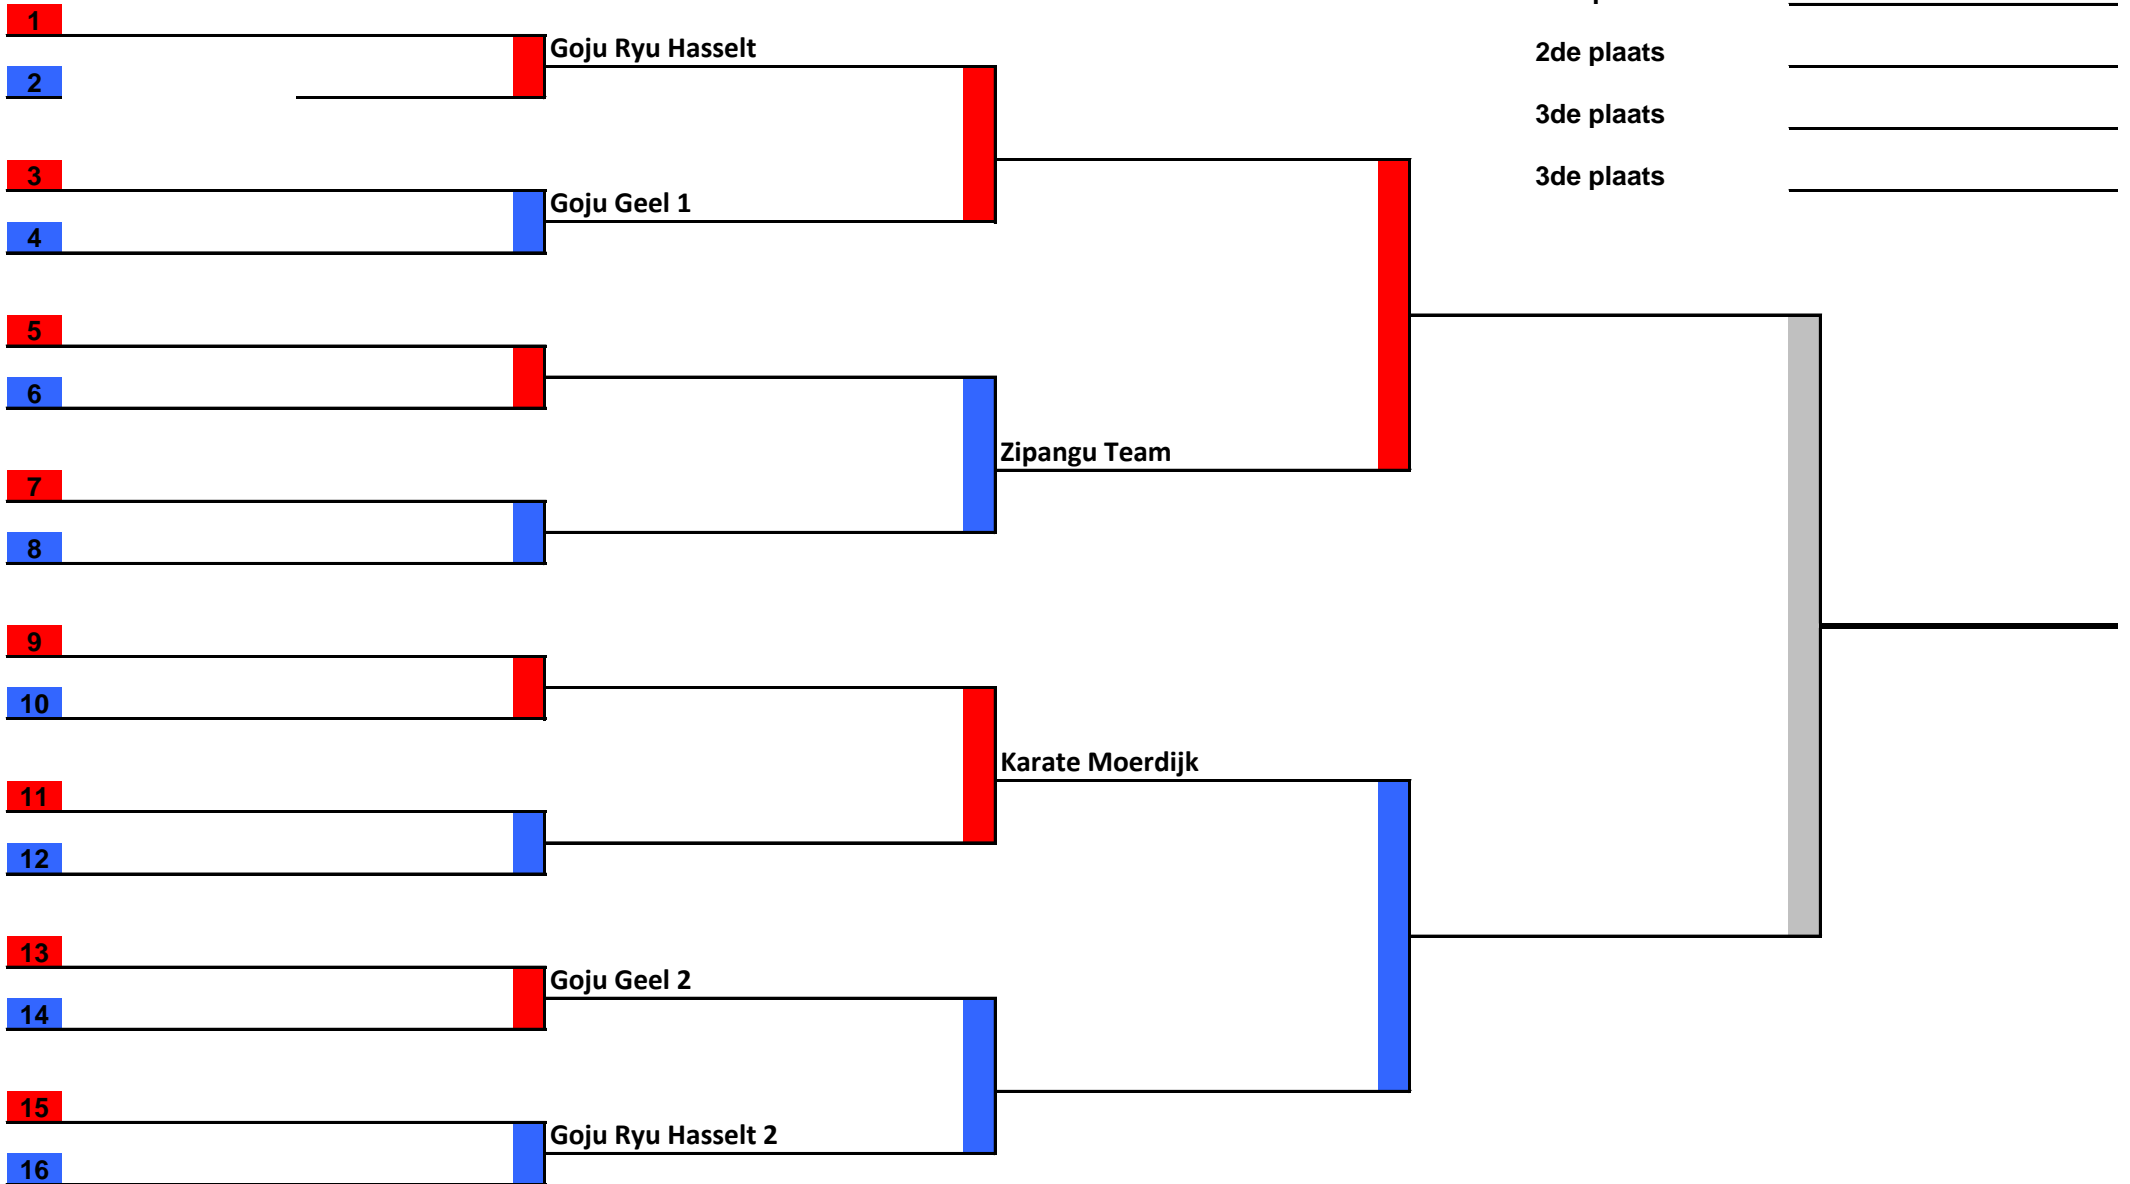 1
Goju Ryu Hasselt
2de plaats
2
3de plaats
3
3de plaats
Goju Geel 1
4
5
6
Zipangu Team
7
8
9
10
Karate Moerdijk
11
12
13
Goju Geel 2
14
15
Goju Ryu Hasselt 2
16